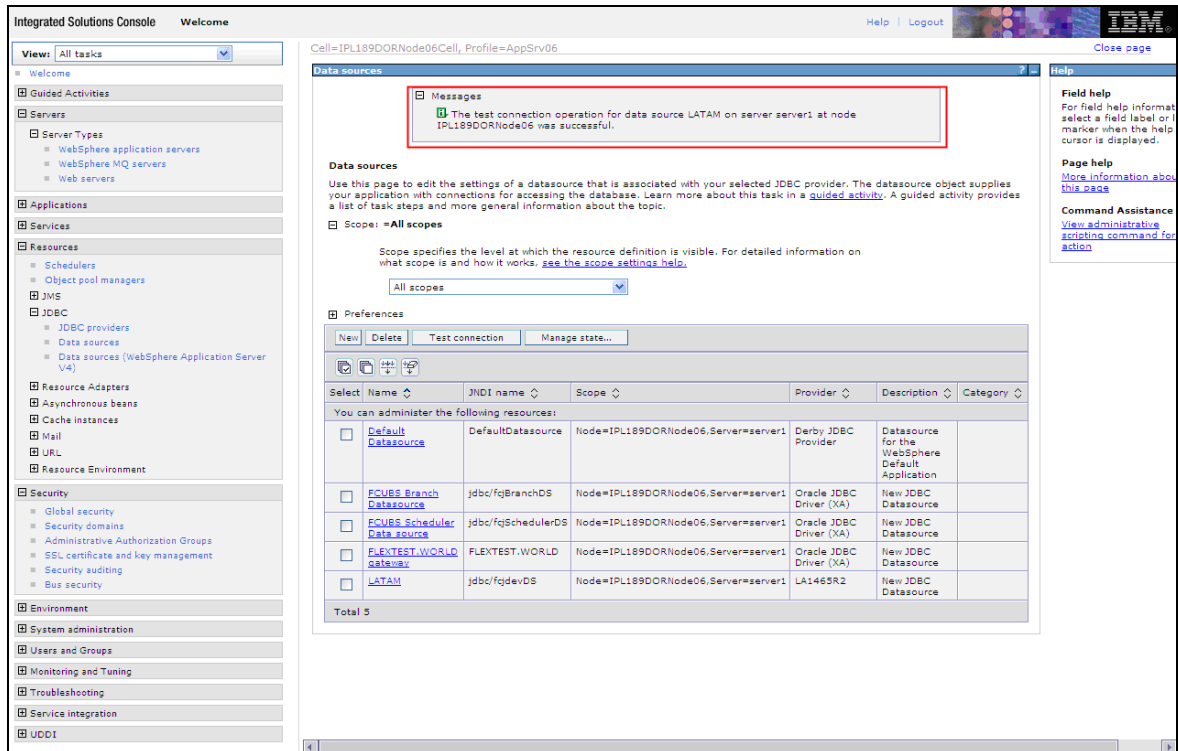 Integrated Solutions Console Welcome Help | Logout IBM®
View: All tasks
Welcome
Guided Activities
Servers
Server Types
WebSphere application servers
WebSphere MQ servers
Web servers
Applications
Services
Resources
Schedulers
Object pool managers
JMS
JDBC
JDBC providers
Data sources
Data sources (WebSphere Application Server
V4)
Resource Adapters
Asynchronous beans
Cache instances
Mail
URL
Resource Environment
Security
Global security
Security domains
Administrative Authorization Groups
SSL certificate and key management
Security auditing
Bus security
Environment
System administration
Users and Groups
Monitoring and Tuning
Troubleshooting
Service integration
UDDI
Cell=IPL189DORNode06Cell, Profile=AppSrv06
Close page
Data sources ?
Messages
The test connection operation for data source LATAM on server server1 at node
IPL189DORNode06 was successful.
Data sources
Use this page to edit the settings of a datasource that is associated with your selected JDBC provider. The datasource object supplies
your application with connections for accessing the database. Learn more about this task in a guided activity. A guided activity provides
a list of task steps and more general information about the topic.
Scope: =All scopes
Scope specifies the level at which the resource definition is visible. For detailed information on
what scope is and how it works, see the scope settings help.
All scopes
Preferences
New Delete Test connection Manage state...
Select Name JNDI name Scope Provider Description Category
You can administer the following resources:
Default Datasource DefaultDatasource Node=IPL189DORNode06,Server=server1 Derby JDBC Provider Datasource for the WebSphere Default Application
FCUBS Branch Datasource jdbc/fcjBranchDS Node=IPL189DORNode06,Server=server1 Oracle JDBC Driver (XA) New JDBC Datasource
FCUBS Scheduler Data source jdbc/fcjSchedulerDS Node=IPL189DORNode06,Server=server1 Oracle JDBC Driver (XA) New JDBC Datasource
FLEXTEST.WORLD gateway FLEXTEST.WORLD Node=IPL189DORNode06,Server=server1 Oracle JDBC Driver (XA) New JDBC Datasource
LATAM jdbc/fcjdevDS Node=IPL189DORNode06,Server=server1 LA1465R2 New JDBC Datasource
Total 5
Help
Field help
For field help informat
select a field label or l
marker when the help
cursor is displayed.
Page help
More information abou
this page
Command Assistance
View administrative
scripting command for
action